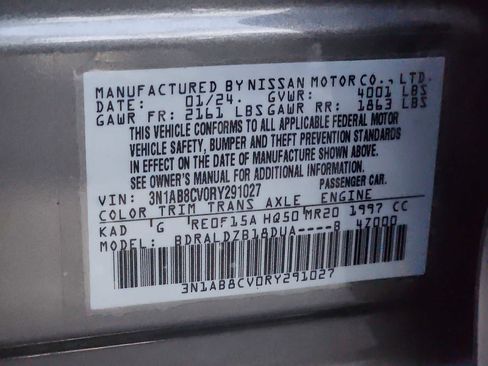 MANUFACTURED BY NISSAN MOTOR CO., LTD.
DATE: 01/24. GVWR: 4001 LBS
GAWR FR: 2161 LBS GAWR RR: 1863 LBS
THIS VEHICLE CONFORMS TO ALL APPLICABLE FEDERAL MOTOR
VEHICLE SAFETY, BUMPER AND THEFT PREVENTION STANDARDS
IN EFFECT ON THE DATE OF MANUFACTURE SHOWN ABOVE.
SEE OWNER'S MANUAL FOR ADDITIONAL INFORMATION
PASSENGER CAR.
VIN: 3N1AB8CV0RY291027
COLOR TRIM TRANS AXLE ENGINE
KAD G RE0F15A HQ50 MR20 1997 CC
MODEL: BDRALDZB18DUA----B 4Z000
3N1AB8CV0RY291027